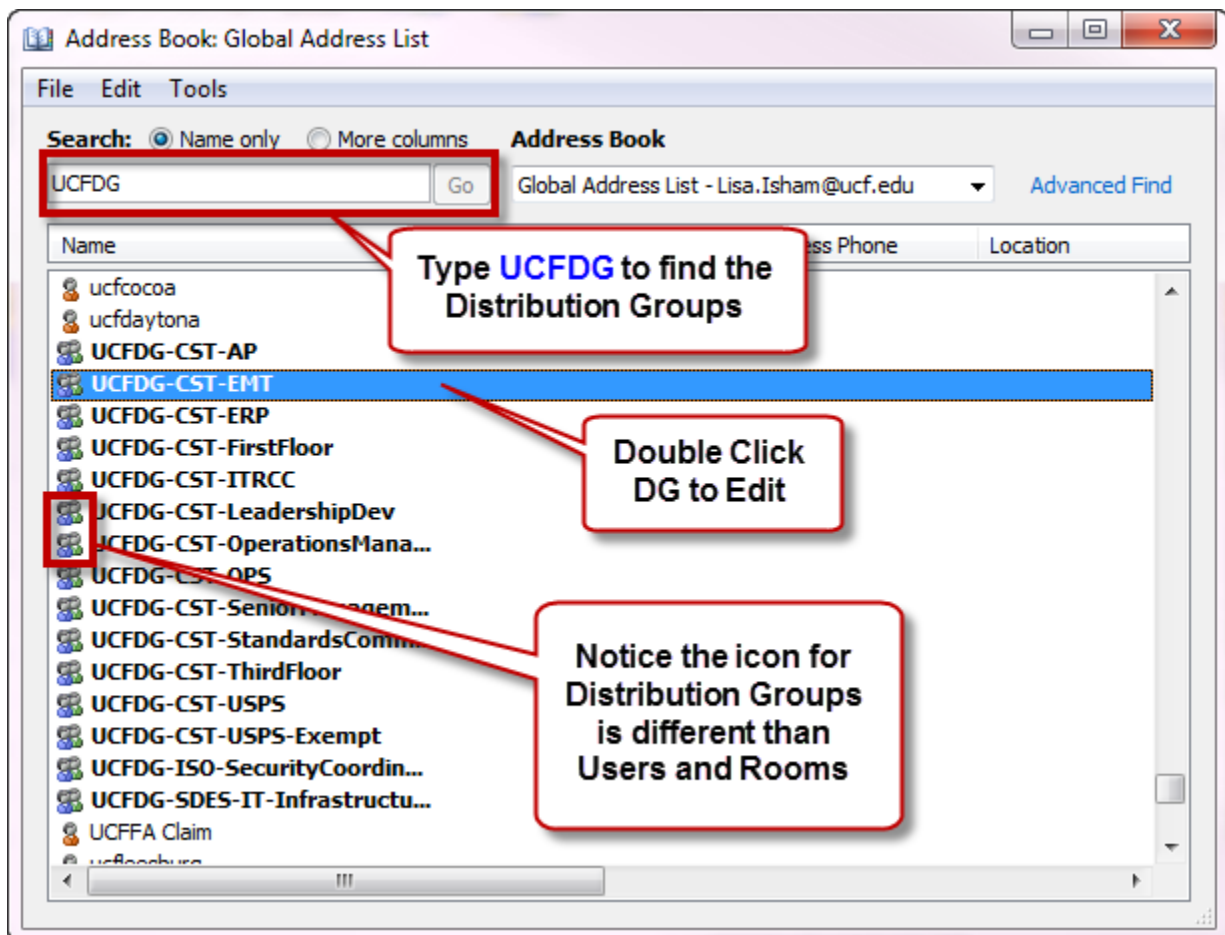 Address Book: Global Address List
File Edit Tools
Search: Name only More columns Address Book
UCFDG Go Global Address List - Lisa.Isham@ucf.edu Advanced Find
Name Phone Location
Type UCFDG to find the
Distribution Groups
ucfcocoa
ucfdaytona
UCFDG-CST-AP
UCFDG-CST-EMT
UCFDG-CST-ERP
UCFDG-CST-FirstFloor
Double Click
DG to Edit
UCFDG-CST-ITRCC
UCFDG-CST-LeadershipDev
UCFDG-CST-OperationsMana...
UCFDG-CST-OPS
UCFDG-CST-SeniorManagem...
UCFDG-CST-StandardsComm...
UCFDG-CST-ThirdFloor
UCFDG-CST-USPS
UCFDG-CST-USPS-Exempt
UCFDG-ISO-SecurityCoordin...
UCFDG-SDES-IT-Infrastructu...
Notice the icon for
Distribution Groups
is different than
Users and Rooms
UCFFA Claim